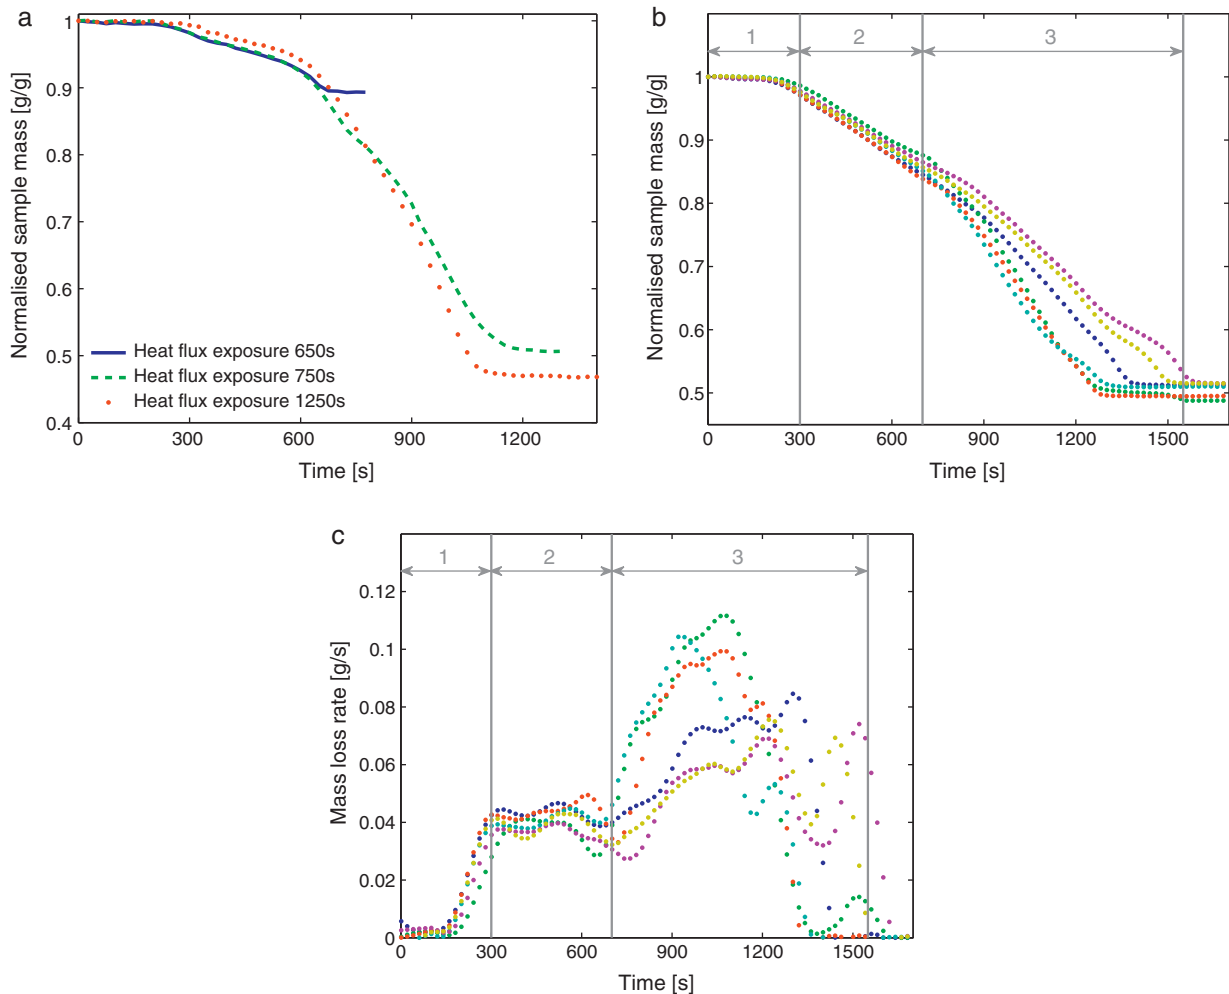 a
Normalised sample mass [g/g]
1
0.9
0.8
0.7
0.6
0.5
0.4
Heat flux exposure 650s
Heat flux exposure 750s
Heat flux exposure 1250s
0 300 600 900 1200
Time [s]
b
1 2 3
Normalised sample mass [g/g]
1
0.9
0.8
0.7
0.6
0.5
0 300 600 900 1200 1500
Time [s]
c
1 2 3
Mass loss rate [g/s]
0.12
0.1
0.08
0.06
0.04
0.02
0
0 300 600 900 1200 1500
Time [s]